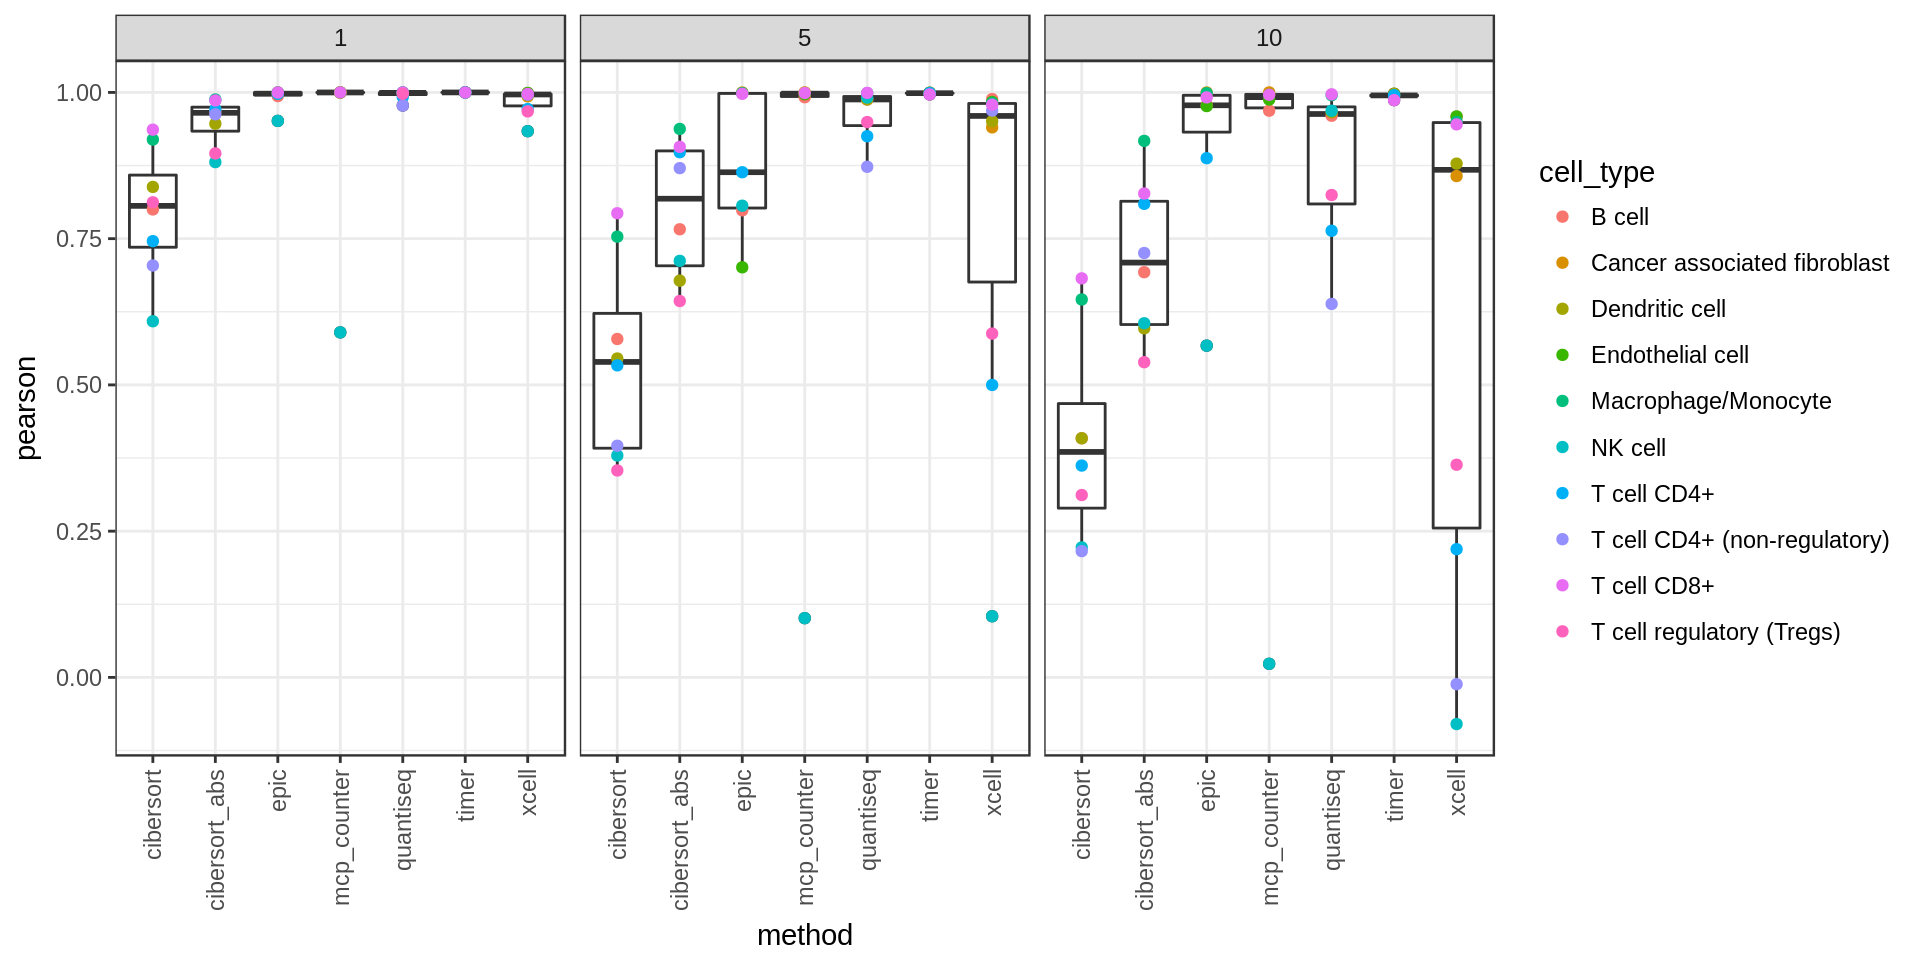 1
5
10
pearson
1.00
0.75
0.50
0.25
0.00
cibersort
cibersort_abs
epic
mcp_counter
quantiseq
timer
xcell
cibersort
cibersort_abs
epic
mcp_counter
quantiseq
timer
xcell
cibersort
cibersort_abs
epic
mcp_counter
quantiseq
timer
xcell
method
cell_type
B cell
Cancer associated fibroblast
Dendritic cell
Endothelial cell
Macrophage/Monocyte
NK cell
T cell CD4+
T cell CD4+ (non-regulatory)
T cell CD8+
T cell regulatory (Tregs)